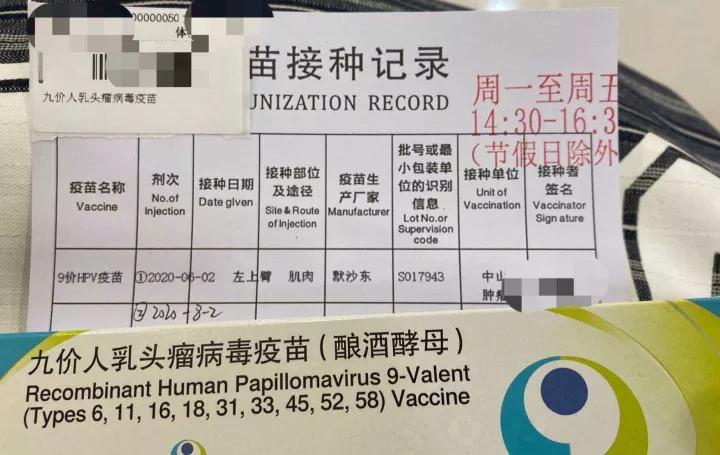 00000050
体
九价人乳头瘤病毒疫苗
苗接种记录
UNIZATION RECORD
周一至周五
14:30-16:3
（节假日除外
疫苗名称
Vaccine
剂次
No.of
Injection
接种日期
Date given
接种部位
及途径
Site & Route
of Injection
疫苗生
产厂家
Manufacturer
批号或最
小包装单
位的识别
信息
Lot No.or
Supervision
code
接种单位
Unit of
Vaccination
接种者
签名
Vaccinator
Sign ature
9价HPV疫苗 ①2020-06-02 左上臂 肌肉 默沙东 S017943 中山
肿瘤
② 2020-8-2
九价人乳头瘤病毒疫苗（酿酒酵母）
Recombinant Human Papillomavirus 9-Valent
(Types 6, 11, 16, 18, 31, 33, 45, 52, 58) Vaccine